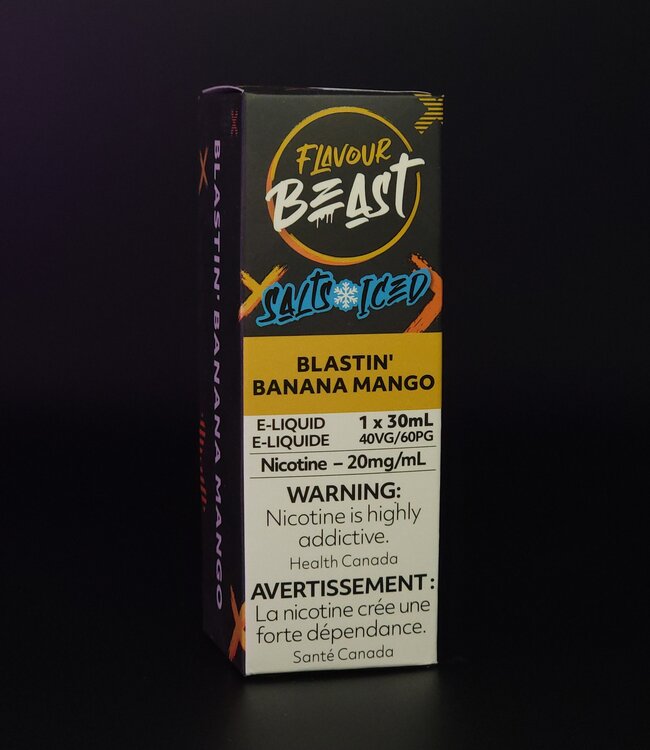 FLAVOUR
BEAST
SALTS ICED
BLASTIN'
BANANA MANGO
E-LIQUID 1 x 30mL
E-LIQUIDE 40VG/60PG
Nicotine – 20mg/mL
WARNING:
Nicotine is highly
addictive.
Health Canada
AVERTISSEMENT:
La nicotine crée une
forte dépendance.
Santé Canada
BLASTIN' BANANA MANGO